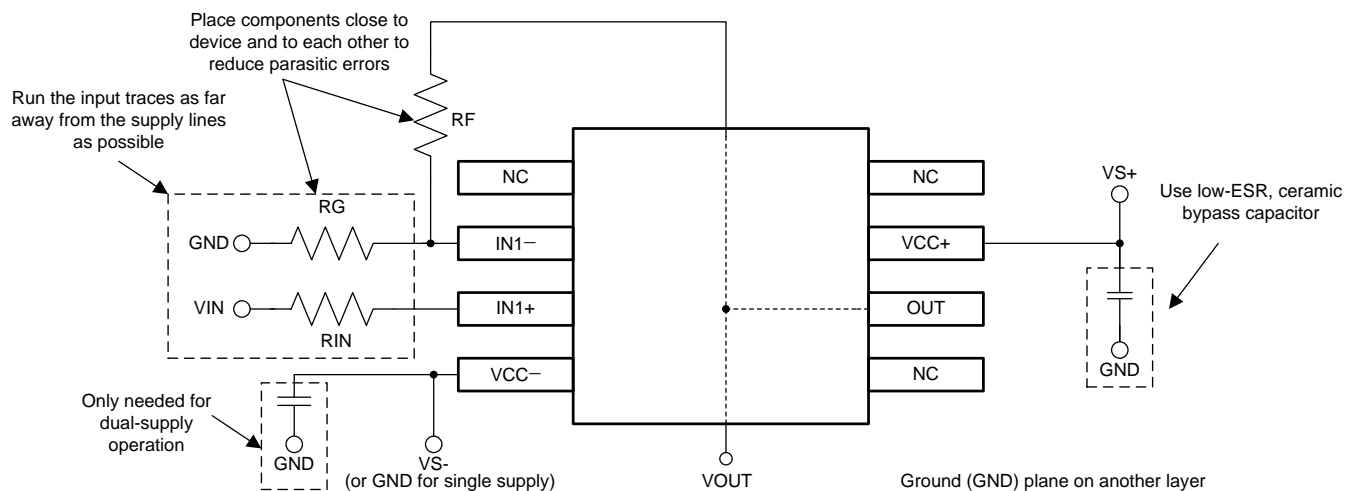 Place components close to
device and to each other to
reduce parasitic errors
Run the input traces as far
away from the supply lines
as possible
RF
NC
NC
VS+
Use low-ESR, ceramic
bypass capacitor
RG
GND
IN1−
VCC+
VIN
IN1+
OUT
RIN
VCC−
NC
GND
Only needed for
dual-supply
operation
GND
VS-
(or GND for single supply)
VOUT
Ground (GND) plane on another layer